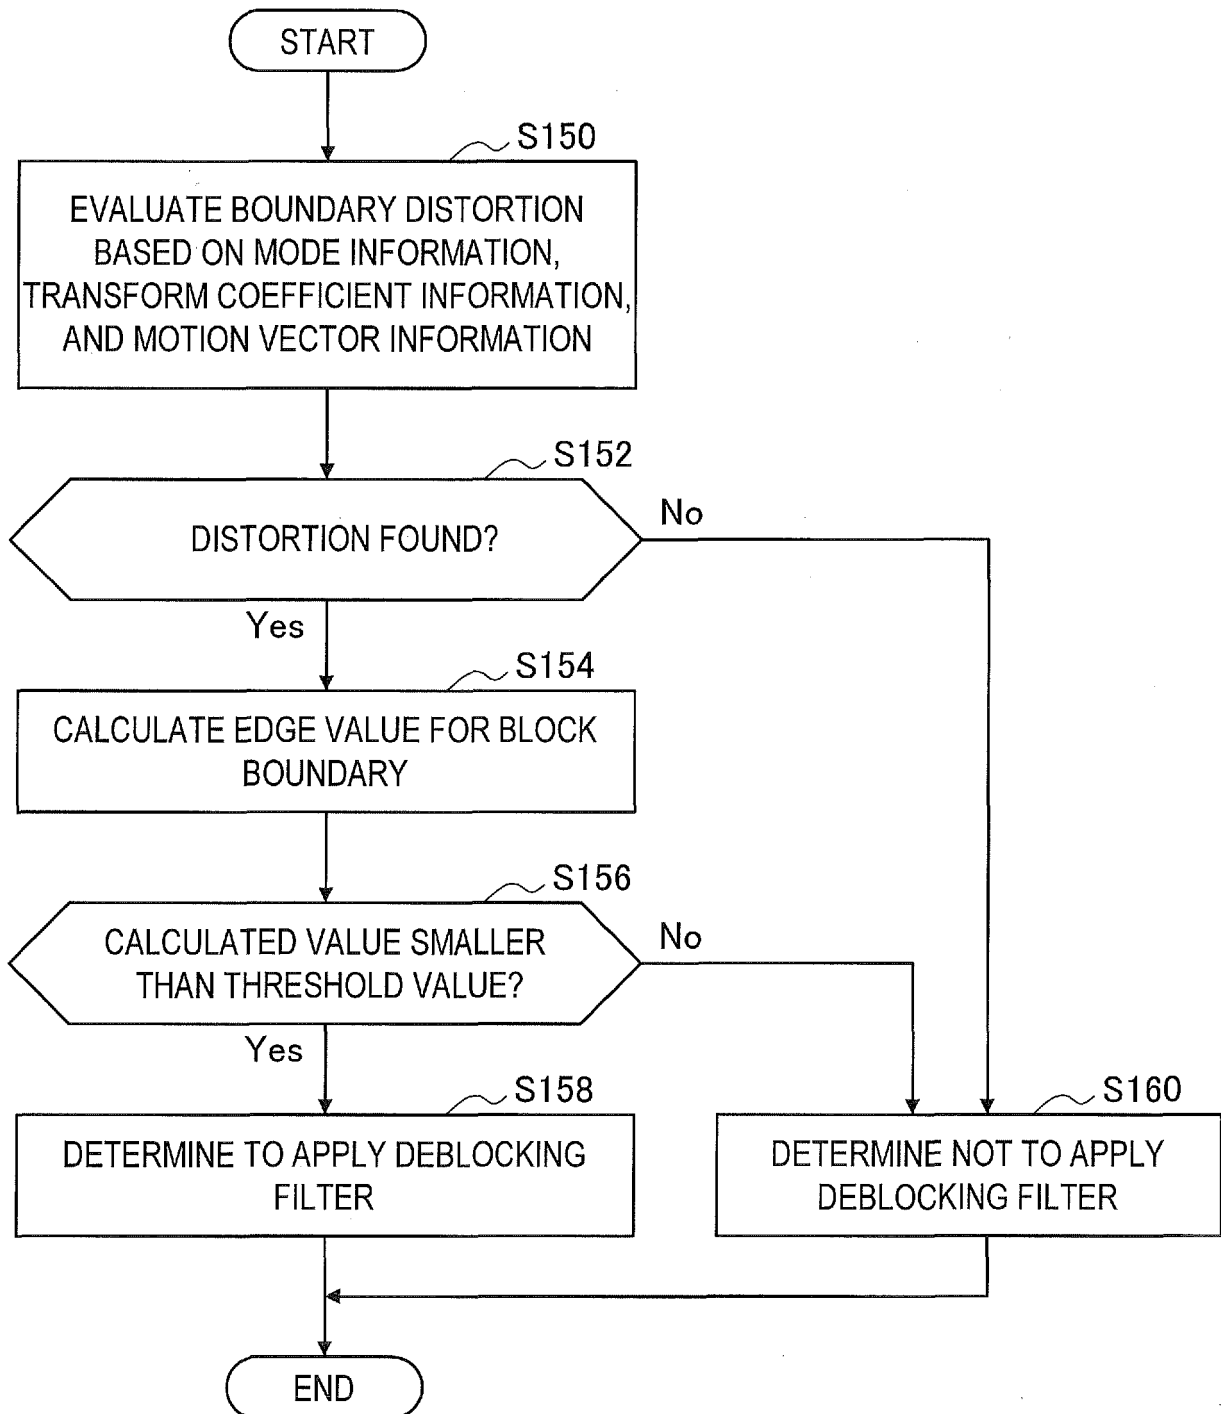 START
S150
EVALUATE BOUNDARY DISTORTION
BASED ON MODE INFORMATION,
TRANSFORM COEFFICIENT INFORMATION,
AND MOTION VECTOR INFORMATION
S152
DISTORTION FOUND?
No
Yes
S154
CALCULATE EDGE VALUE FOR BLOCK
BOUNDARY
S156
CALCULATED VALUE SMALLER
THAN THRESHOLD VALUE?
No
Yes
S158
DETERMINE TO APPLY DEBLOCKING
FILTER
S160
DETERMINE NOT TO APPLY
DEBLOCKING FILTER
END